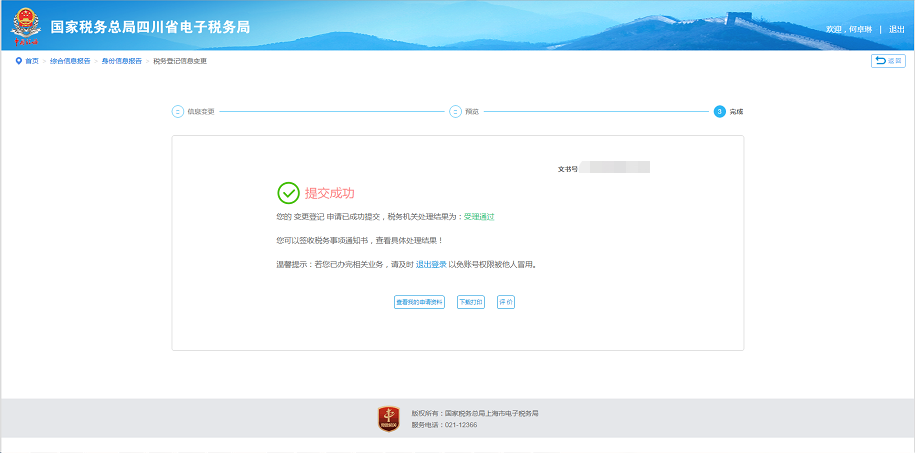 国家税务总局四川省电子税务局
欢迎，何卓琳 | 退出
首页 > 综合信息报告 > 身份信息报告 > 税务登记信息变更
返回
信息变更
预览
3 完成
文书号
提交成功
您的 变更登记 申请已成功提交，税务机关处理结果为：受理通过
您可以签收税务事项通知书，查看具体处理结果！
温馨提示：若您已办完相关业务，请及时 退出登录 以免账号权限被他人冒用。
查看我的申请资料 下载打印 评价
版权所有：国家税务总局上海市电子税务局
服务电话：021-12366